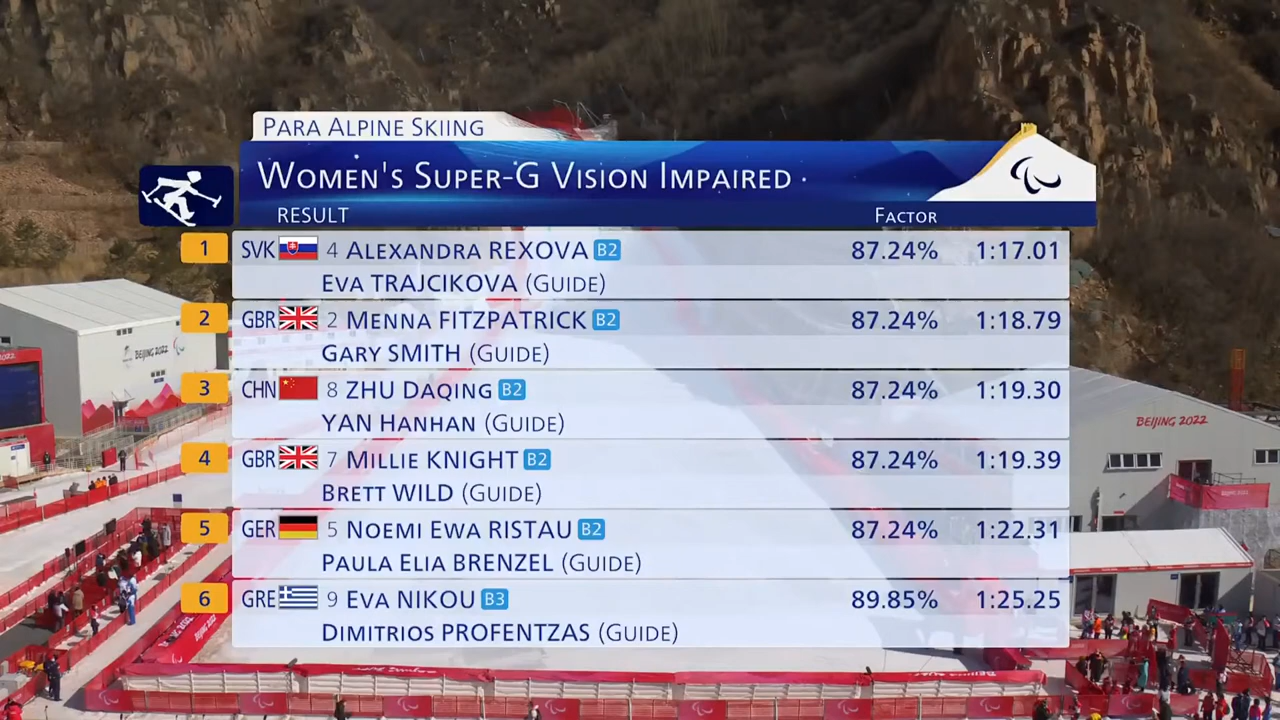 PARA ALPINE SKIING
WOMEN'S SUPER-G VISION IMPAIRED
RESULT FACTOR
1 SVK 4 ALEXANDRA REXOVA B2 87.24% 1:17.01
EVA TRAJCIKOVA (GUIDE)
2 GBR 2 MENNA FITZPATRICK B2 87.24% 1:18.79
GARY SMITH (GUIDE)
3 CHN 8 ZHU DAQING B2 87.24% 1:19.30
YAN HANHAN (GUIDE)
4 GBR 7 MILLIE KNIGHT B2 87.24% 1:19.39
BRETT WILD (GUIDE)
5 GER 5 NOEMI EWA RISTAU B2 87.24% 1:22.31
PAULA ELIA BRENZEL (GUIDE)
6 GRE 9 EVA NIKOU B3 89.85% 1:25.25
DIMITRIOS PROFENTZAS (GUIDE)
BEIJING 2022
BEIJING 2022